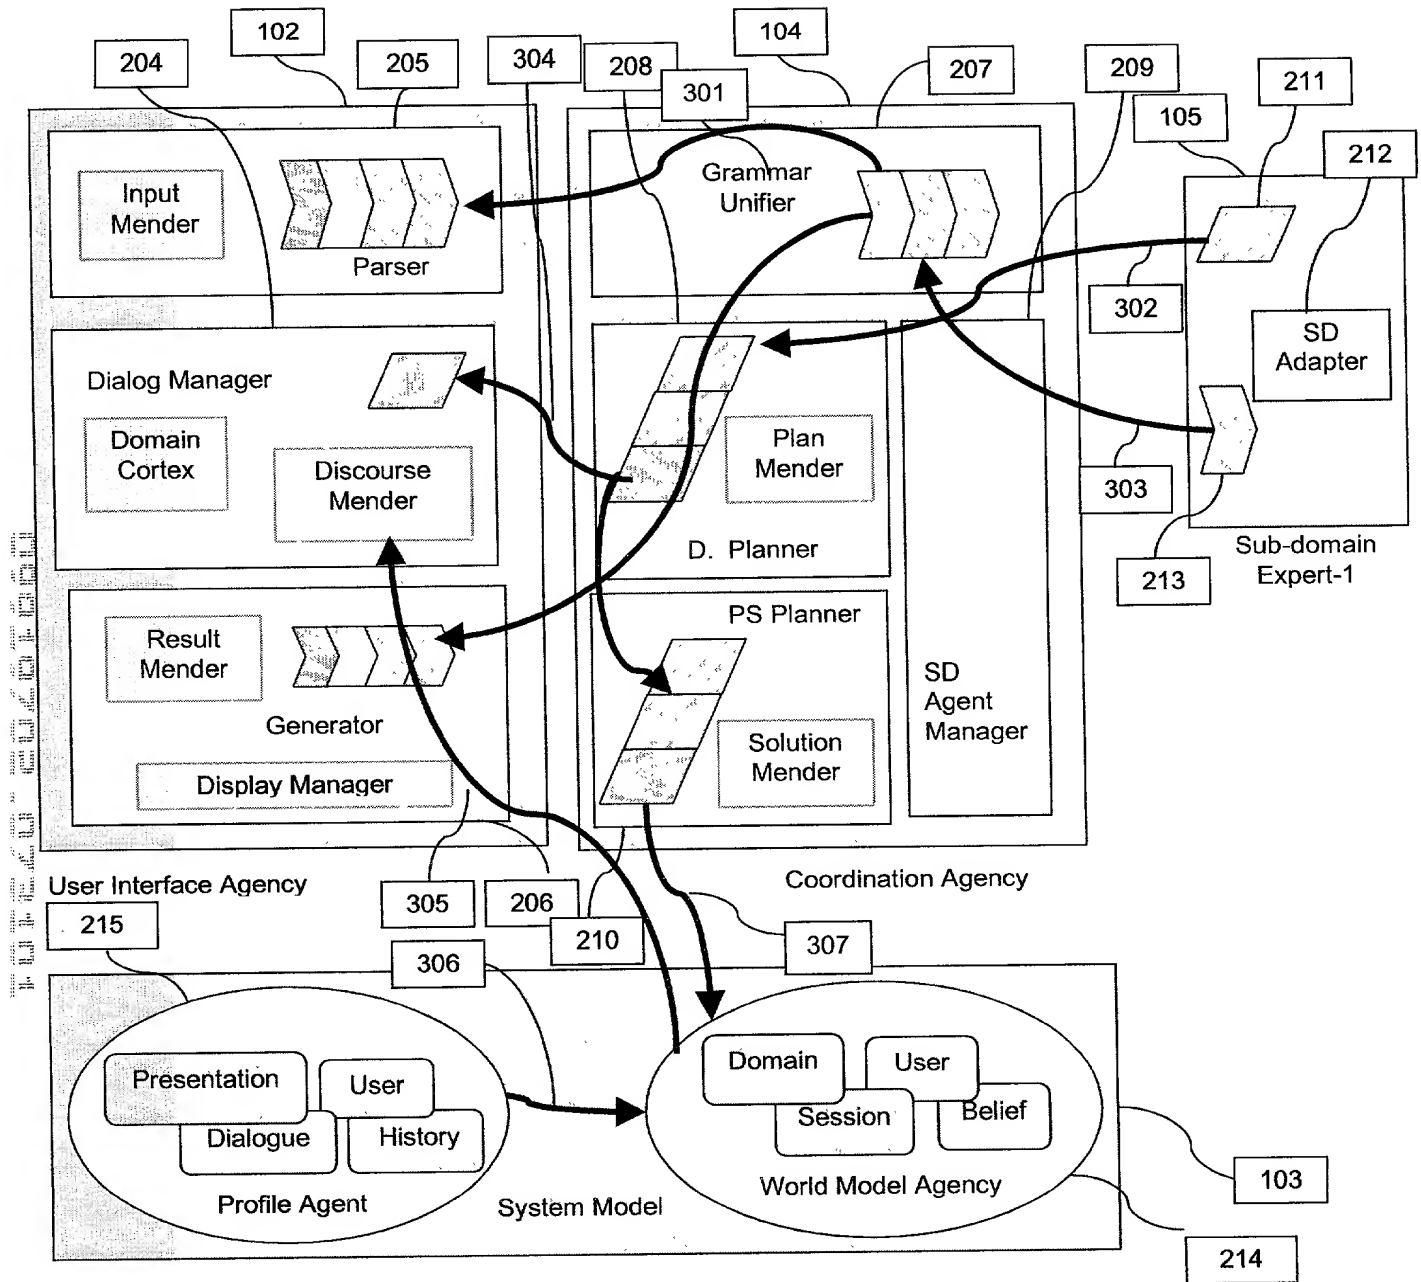 102
104
204
205
304
208
301
207
209
211
105
212
Input
Mender
Parser
Grammar
Unifier
302
SD
Adapter
Dialog Manager
Domain
Cortex
Discourse
Mender
Plan
Mender
D. Planner
303
213
Sub-domain
Expert-1
Result
Mender
Generator
Display Manager
PS Planner
Solution
Mender
SD
Agent
Manager
User Interface Agency
Coordination Agency
305
206
210
215
306
307
Presentation
User
Dialogue
History
Profile Agent
System Model
Domain
User
Session
Belief
World Model Agency
103
214